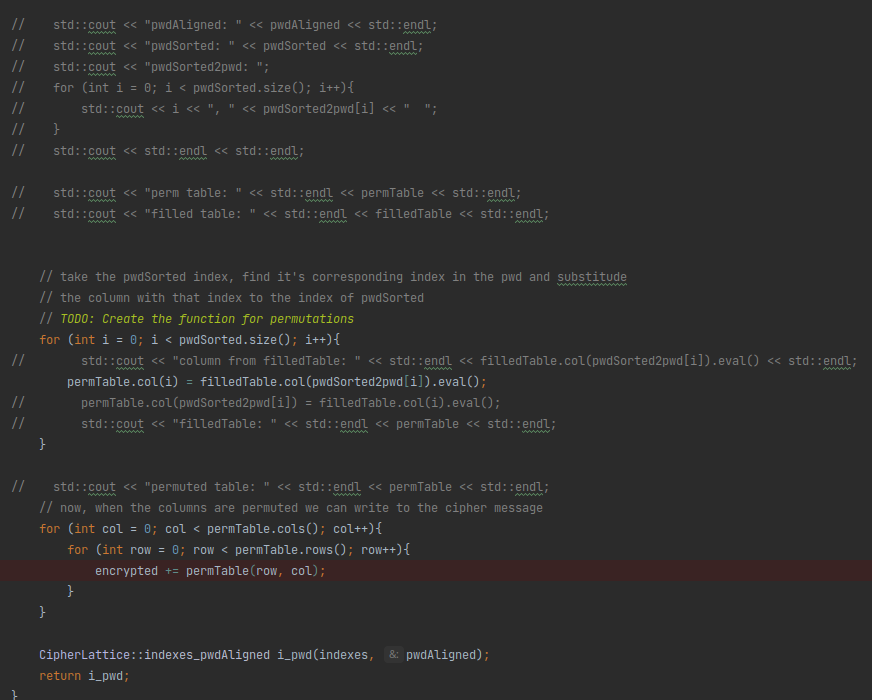 //    std::cout << "pwdAligned: " << pwdAligned << std::endl;
//    std::cout << "pwdSorted: " << pwdSorted << std::endl;
//    std::cout << "pwdSorted2pwd: ";
//    for (int i = 0; i < pwdSorted.size(); i++){
//        std::cout << i << ", " << pwdSorted2pwd[i] << "  ";
//    }
//    std::cout << std::endl << std::endl;
//    std::cout << "perm table: " << std::endl << permTable << std::endl;
//    std::cout << "filled table: " << std::endl << filledTable << std::endl;
    // take the pwdSorted index, find it's corresponding index in the pwd and substitude
    // the column with that index to the index of pwdSorted
    // TODO: Create the function for permutations
    for (int i = 0; i < pwdSorted.size(); i++){
//        std::cout << "column from filledTable: " << std::endl << filledTable.col(pwdSorted2pwd[i]).eval() << std::endl;
        permTable.col(i) = filledTable.col(pwdSorted2pwd[i]).eval();
//        permTable.col(pwdSorted2pwd[i]) = filledTable.col(i).eval();
//        std::cout << "filledTable: " << std::endl << permTable << std::endl;
    }
//    std::cout << "permuted table: " << std::endl << permTable << std::endl;
    // now, when the columns are permuted we can write to the cipher message
    for (int col = 0; col < permTable.cols(); col++){
        for (int row = 0; row < permTable.rows(); row++){
            encrypted += permTable(row, col);
        }
    }
    CipherLattice::indexes_pwdAligned i_pwd(indexes, &: pwdAligned);
    return i_pwd;
}